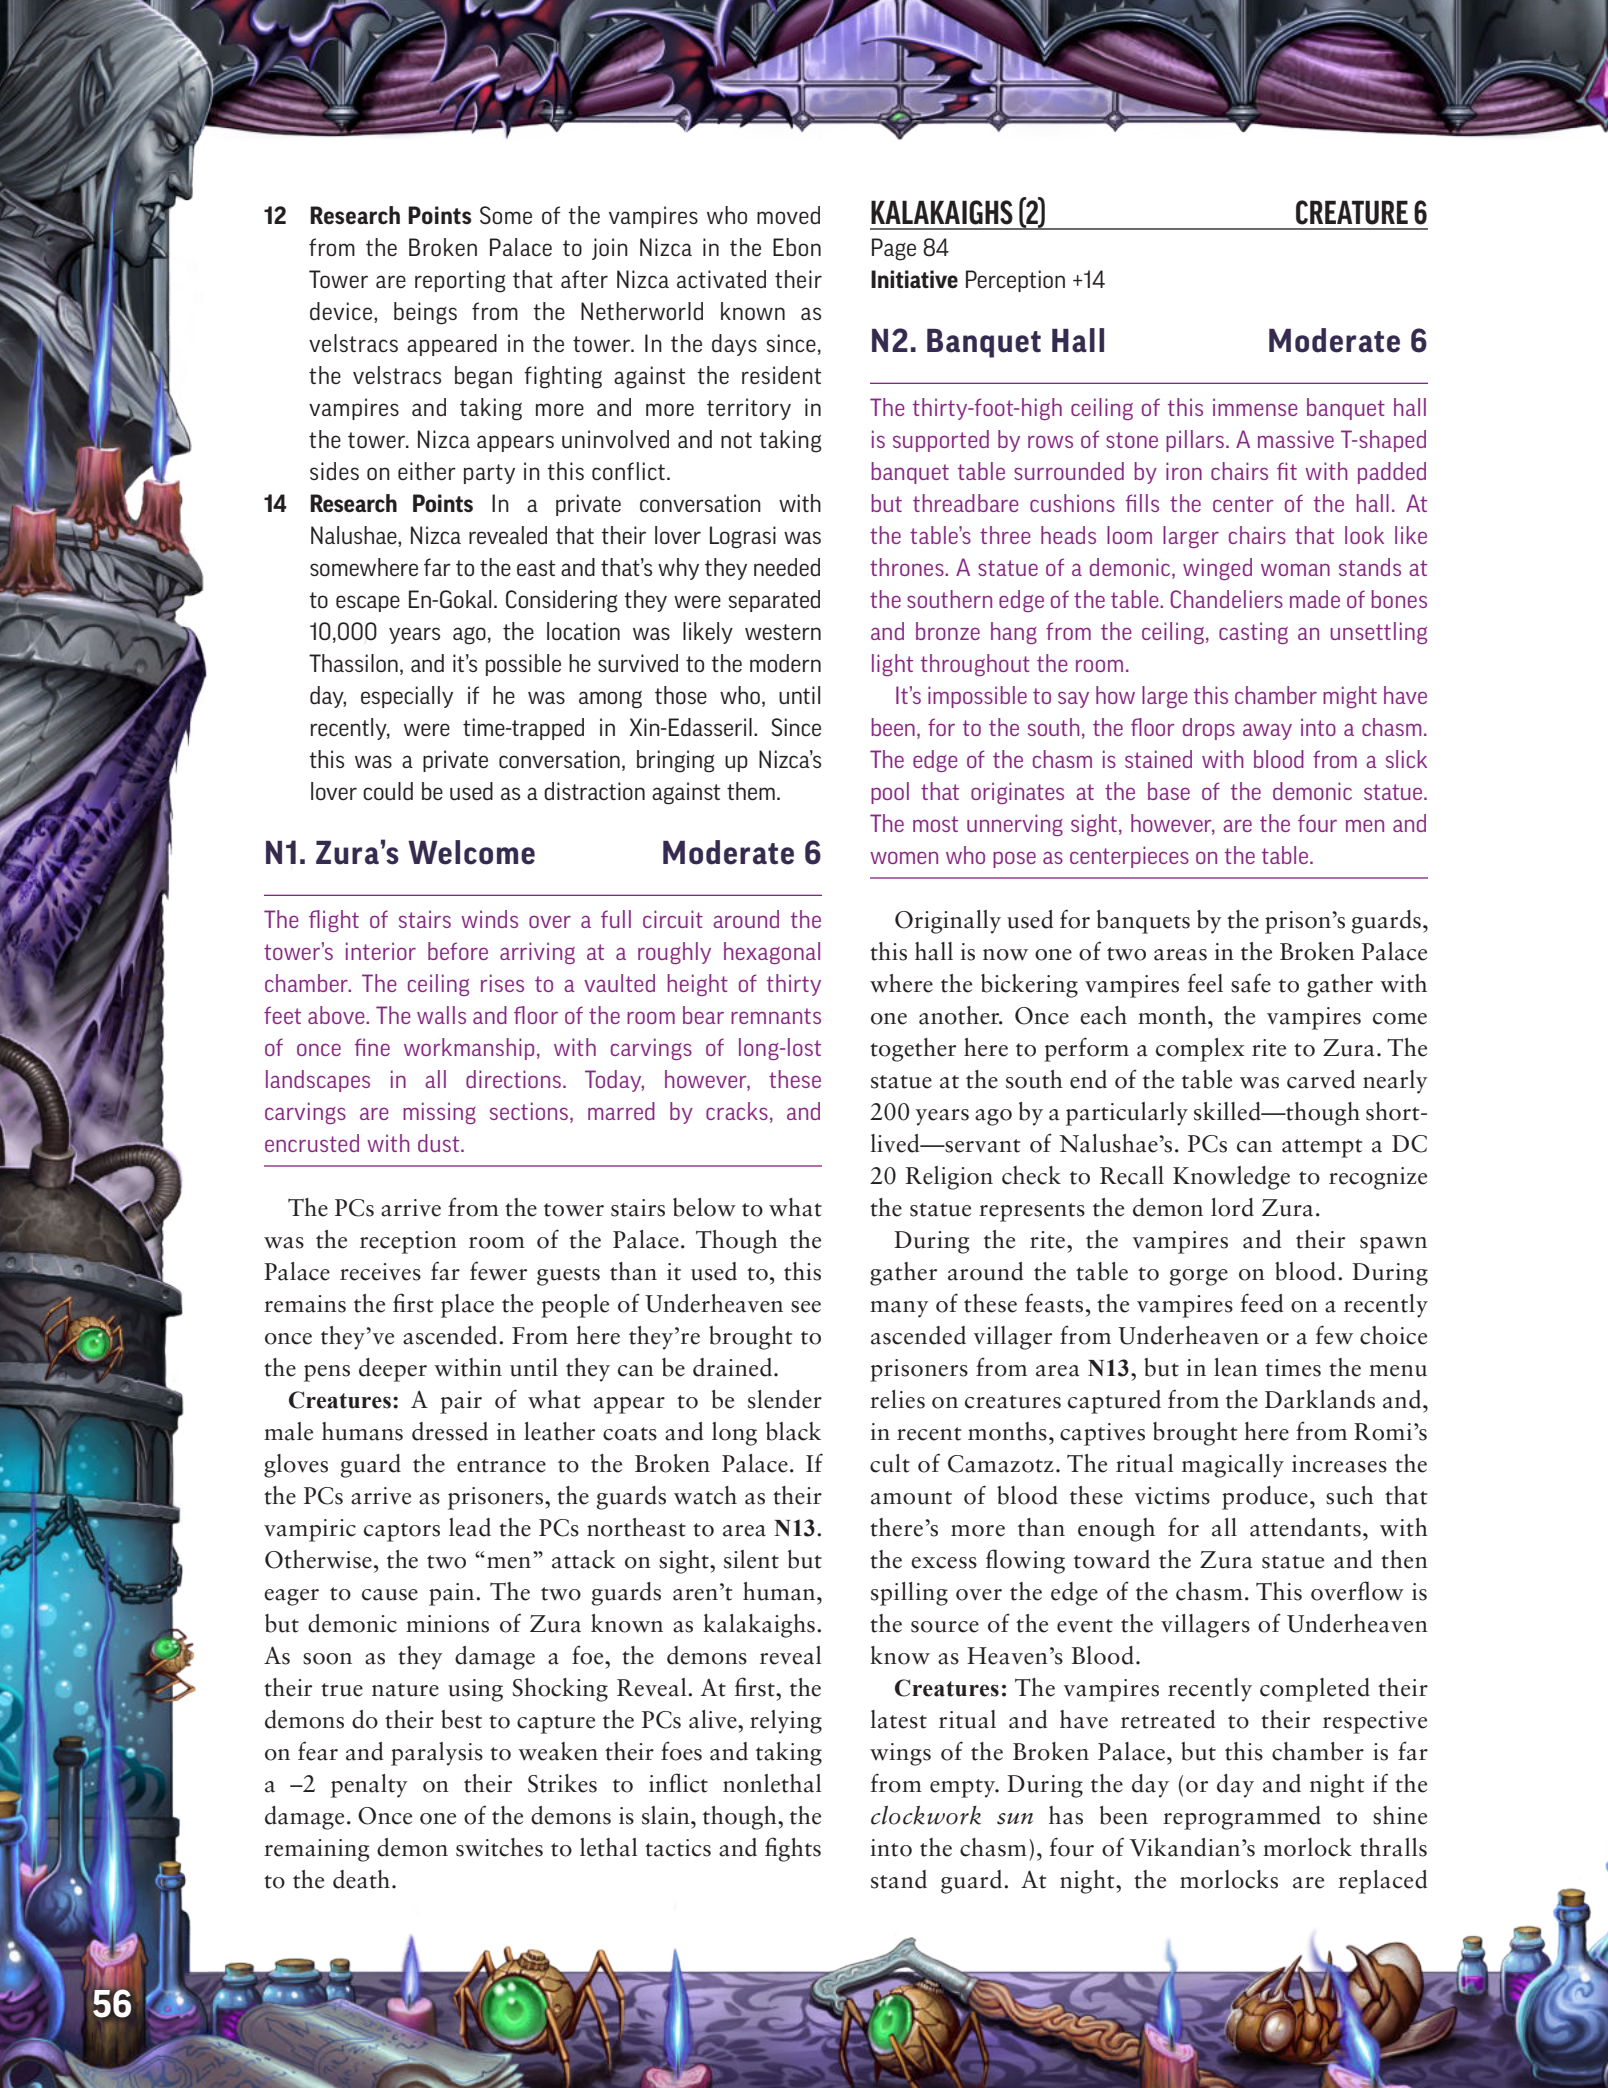 12 Research Points Some of the vampires who moved
from the Broken Palace to join Nizca in the Ebon
Tower are reporting that after Nizca activated their
device, beings from the Netherworld known as
velstracs appeared in the tower. In the days since,
the velstracs began fighting against the resident
vampires and taking more and more territory in
the tower. Nizca appears uninvolved and not taking
sides on either party in this conflict.
14 Research Points In a private conversation with
Nalushae, Nizca revealed that their lover Lograsi was
somewhere far to the east and that's why they needed
to escape En-Gokal. Considering they were separated
10,000 years ago, the location was likely western
Thassilon, and it's possible he survived to the modern
day, especially if he was among those who, until
recently, were time-trapped in Xin-Edasseril. Since
this was a private conversation, bringing up Nizca's
lover could be used as a distraction against them.
N1. Zura's Welcome Moderate 6
The flight of stairs winds over a full circuit around the
tower's interior before arriving at a roughly hexagonal
chamber. The ceiling rises to a vaulted height of thirty
feet above. The walls and floor of the room bear remnants
of once fine workmanship, with carvings of long-lost
landscapes in all directions. Today, however, these
carvings are missing sections, marred by cracks, and
encrusted with dust.
The PCs arrive from the tower stairs below to what
was the reception room of the Palace. Though the
Palace receives far fewer guests than it used to, this
remains the first place the people of Underheaven see
once they've ascended. From here they're brought to
the pens deeper within until they can be drained.
Creatures: A pair of what appear to be slender
male humans dressed in leather coats and long black
gloves guard the entrance to the Broken Palace. If
the PCs arrive as prisoners, the guards watch as their
vampiric captors lead the PCs northeast to area N13.
Otherwise, the two “men” attack on sight, silent but
eager to cause pain. The two guards aren't human,
but demonic minions of Zura known as kalakaighs.
As soon as they damage a foe, the demons reveal
their true nature using Shocking Reveal. At first, the
demons do their best to capture the PCs alive, relying
on fear and paralysis to weaken their foes and taking
a –2 penalty on their Strikes to inflict nonlethal
damage. Once one of the demons is slain, though, the
remaining demon switches to lethal tactics and fights
to the death.
KALAKAIGHS (2) CREATURE 6
Page 84
Initiative Perception +14
N2. Banquet Hall Moderate 6
The thirty-foot-high ceiling of this immense banquet hall
is supported by rows of stone pillars. A massive T-shaped
banquet table surrounded by iron chairs fit with padded
but threadbare cushions fills the center of the hall. At
the table's three heads loom larger chairs that look like
thrones. A statue of a demonic, winged woman stands at
the southern edge of the table. Chandeliers made of bones
and bronze hang from the ceiling, casting an unsettling
light throughout the room.
It's impossible to say how large this chamber might have
been, for to the south, the floor drops away into a chasm.
The edge of the chasm is stained with blood from a slick
pool that originates at the base of the demonic statue.
The most unnerving sight, however, are the four men and
women who pose as centerpieces on the table.
Originally used for banquets by the prison's guards,
this hall is now one of two areas in the Broken Palace
where the bickering vampires feel safe to gather with
one another. Once each month, the vampires come
together here to perform a complex rite to Zura. The
statue at the south end of the table was carved nearly
200 years ago by a particularly skilled—though short-
lived—servant of Nalushae's. PCs can attempt a DC
20 Religion check to Recall Knowledge to recognize
the statue represents the demon lord Zura.
During the rite, the vampires and their spawn
gather around the table to gorge on blood. During
many of these feasts, the vampires feed on a recently
ascended villager from Underheaven or a few choice
prisoners from area N13, but in lean times the menu
relies on creatures captured from the Darklands and,
in recent months, captives brought here from Romi's
cult of Camazotz. The ritual magically increases the
amount of blood these victims produce, such that
there's more than enough for all attendants, with
the excess flowing toward the Zura statue and then
spilling over the edge of the chasm. This overflow is
the source of the event the villagers of Underheaven
know as Heaven's Blood.
Creatures: The vampires recently completed their
latest ritual and have retreated to their respective
wings of the Broken Palace, but this chamber is far
from empty. During the day (or day and night if the
clockwork sun has been reprogrammed to shine
into the chasm), four of Vikandian's morlock thralls
stand guard. At night, the morlocks are replaced
56